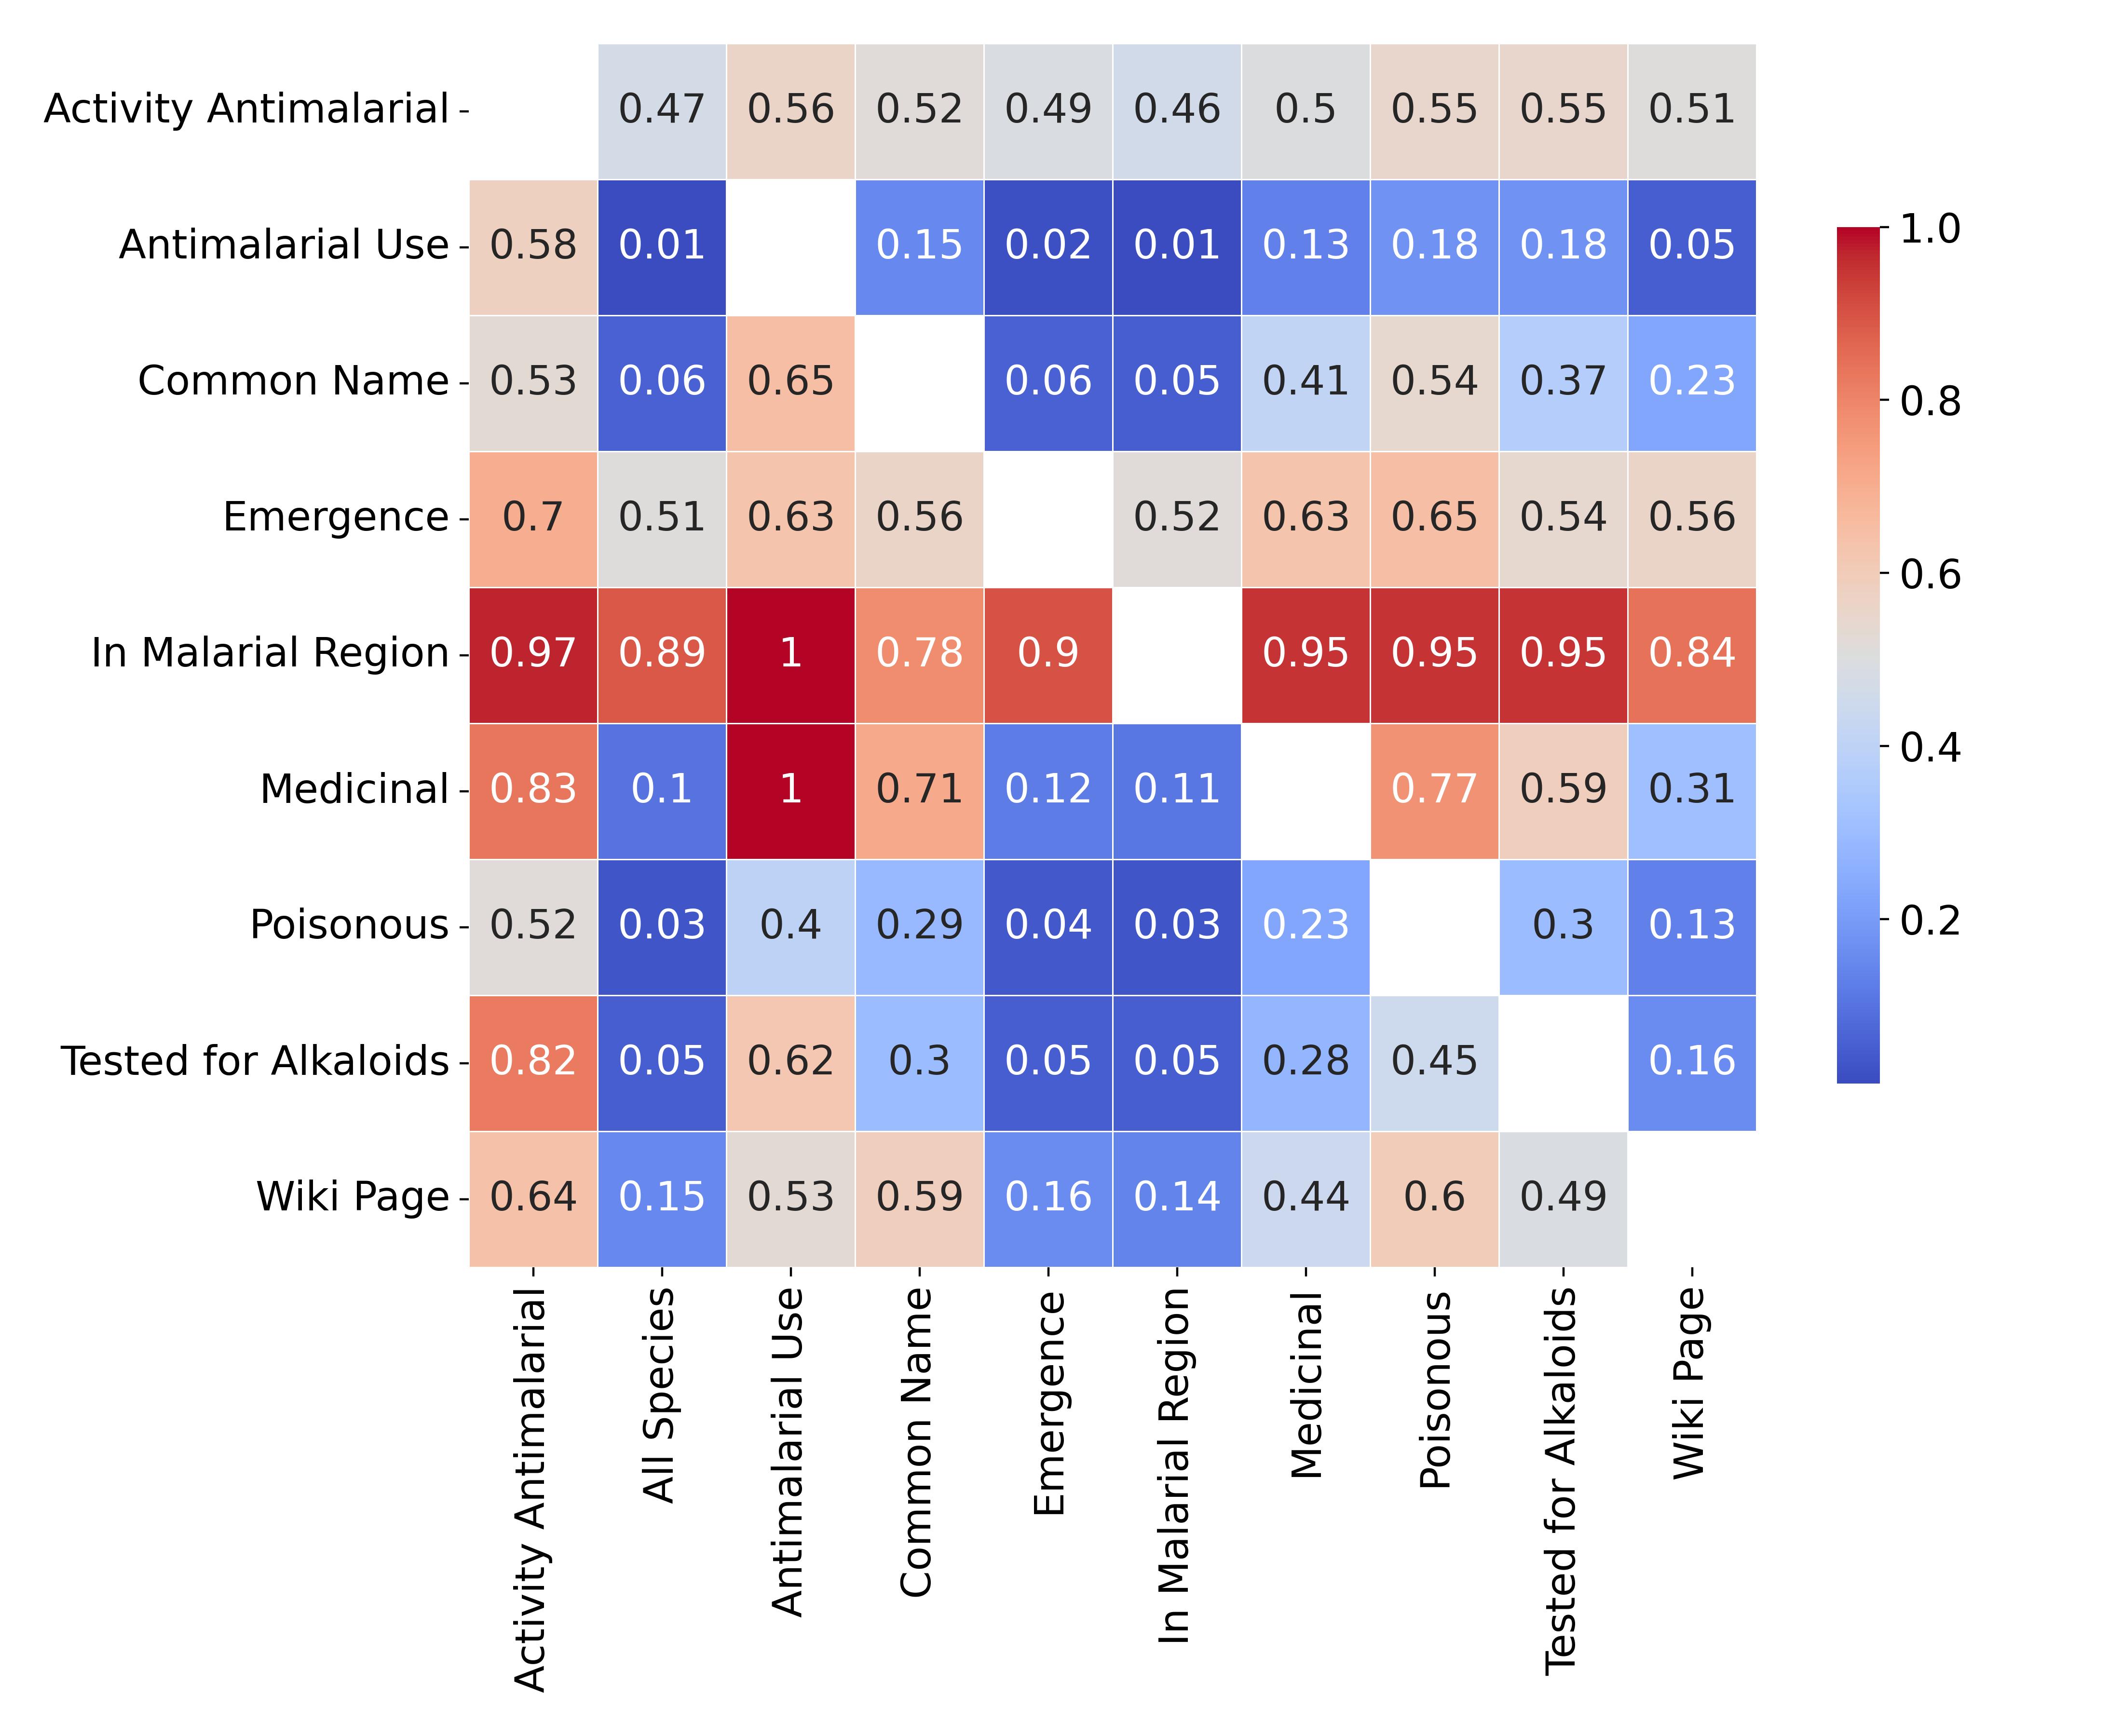 Activity Antimalarial 0.47 0.56 0.52 0.49 0.46 0.5 0.55 0.55 0.51
Antimalarial Use 0.58 0.01 0.15 0.02 0.01 0.13 0.18 0.18 0.05
Common Name 0.53 0.06 0.65 0.06 0.05 0.41 0.54 0.37 0.23
Emergence 0.7 0.51 0.63 0.56 0.52 0.63 0.65 0.54 0.56
In Malarial Region 0.97 0.89 1 0.78 0.9 0.95 0.95 0.95 0.84
Medicinal 0.83 0.1 1 0.71 0.12 0.11 0.77 0.59 0.31
Poisonous 0.52 0.03 0.4 0.29 0.04 0.03 0.23 0.3 0.13
Tested for Alkaloids 0.82 0.05 0.62 0.3 0.05 0.05 0.28 0.45 0.16
Wiki Page 0.64 0.15 0.53 0.59 0.16 0.14 0.44 0.6 0.49
Activity Antimalarial
All Species
Antimalarial Use
Common Name
Emergence
In Malarial Region
Medicinal
Poisonous
Tested for Alkaloids
Wiki Page
1.0
0.8
0.6
0.4
0.2